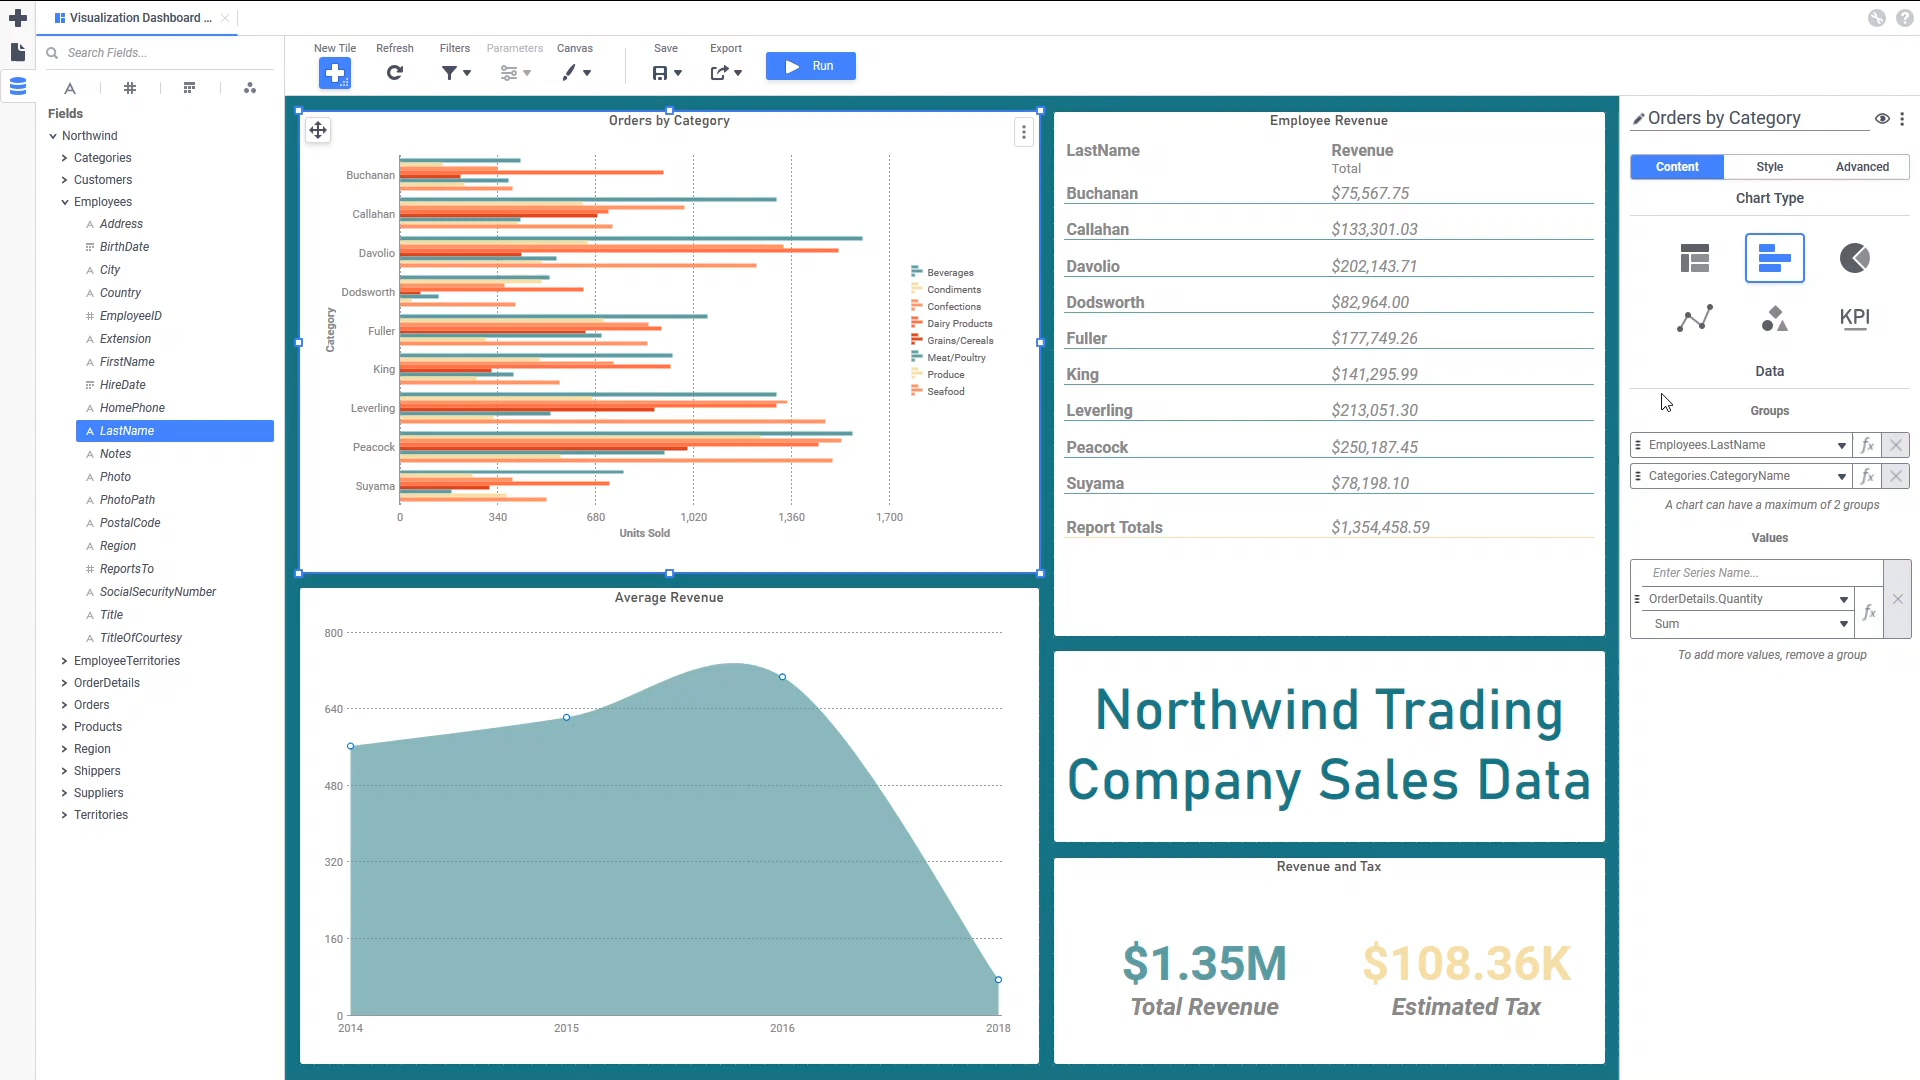 Visualization Dashboard ...
Search Fields...
Fields
Northwind
Categories
Customers
Employees
Address
BirthDate
City
Country
EmployeeID
Extension
FirstName
HireDate
HomePhone
LastName
Notes
Photo
PhotoPath
PostalCode
Region
ReportsTo
SocialSecurityNumber
Title
TitleOfCourtesy
EmployeeTerritories
OrderDetails
Orders
Products
Region
Shippers
Suppliers
Territories
New Tile Refresh Filters Parameters Canvas Save Export
Run
Orders by Category
Category
Buchanan
Callahan
Davolio
Dodsworth
Fuller
King
Leverling
Peacock
Suyama
0 340 680 1,020 1,360 1,700
Units Sold
Beverages
Condiments
Confections
Dairy Products
Grains/Cereals
Meat/Poultry
Produce
Seafood
Employee Revenue
LastName Revenue
Total
Buchanan $75,567.75
Callahan $133,301.03
Davolio $202,143.71
Dodsworth $82,964.00
Fuller $177,749.26
King $141,295.99
Leverling $213,051.30
Peacock $250,187.45
Suyama $78,198.10
Report Totals $1,354,458.59
Average Revenue
800
640
480
320
160
0
2014 2015 2016 2018
Northwind Trading
Company Sales Data
Revenue and Tax
$1.35M $108.36K
Total Revenue Estimated Tax
Orders by Category
Content Style Advanced
Chart Type
KPI
Data
Groups
Employees.LastName fx
Categories.CategoryName fx
A chart can have a maximum of 2 groups
Values
Enter Series Name...
OrderDetails.Quantity
fx
Sum
To add more values, remove a group